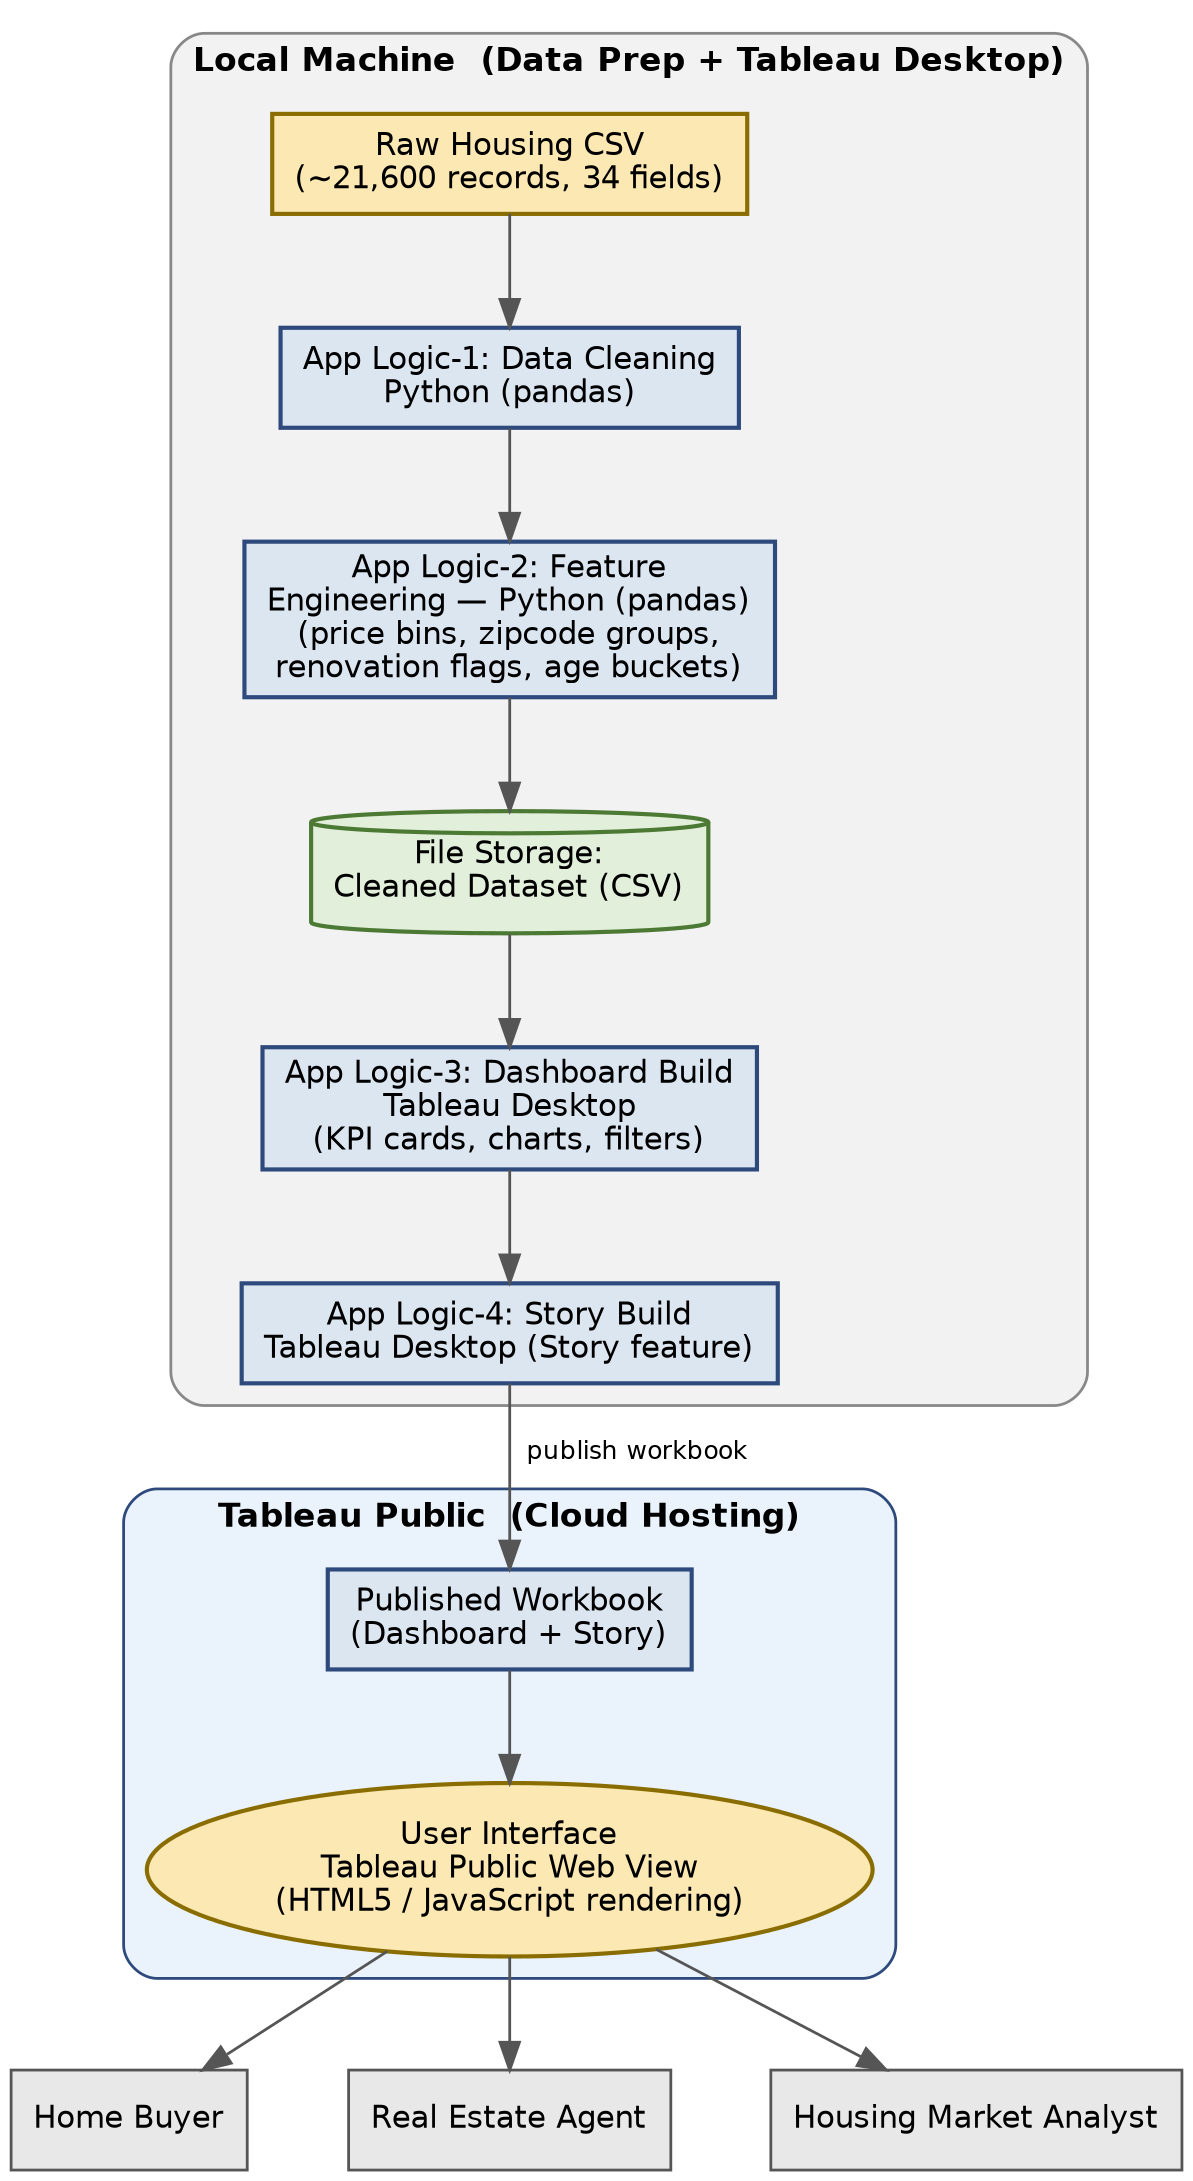 Local Machine  (Data Prep + Tableau Desktop)
Raw Housing CSV
(~21,600 records, 34 fields)
App Logic-1: Data Cleaning
Python (pandas)
App Logic-2: Feature
Engineering — Python (pandas)
(price bins, zipcode groups,
renovation flags, age buckets)
File Storage:
Cleaned Dataset (CSV)
App Logic-3: Dashboard Build
Tableau Desktop
(KPI cards, charts, filters)
App Logic-4: Story Build
Tableau Desktop (Story feature)
publish workbook
Tableau Public  (Cloud Hosting)
Published Workbook
(Dashboard + Story)
User Interface
Tableau Public Web View
(HTML5 / JavaScript rendering)
Home Buyer
Real Estate Agent
Housing Market Analyst